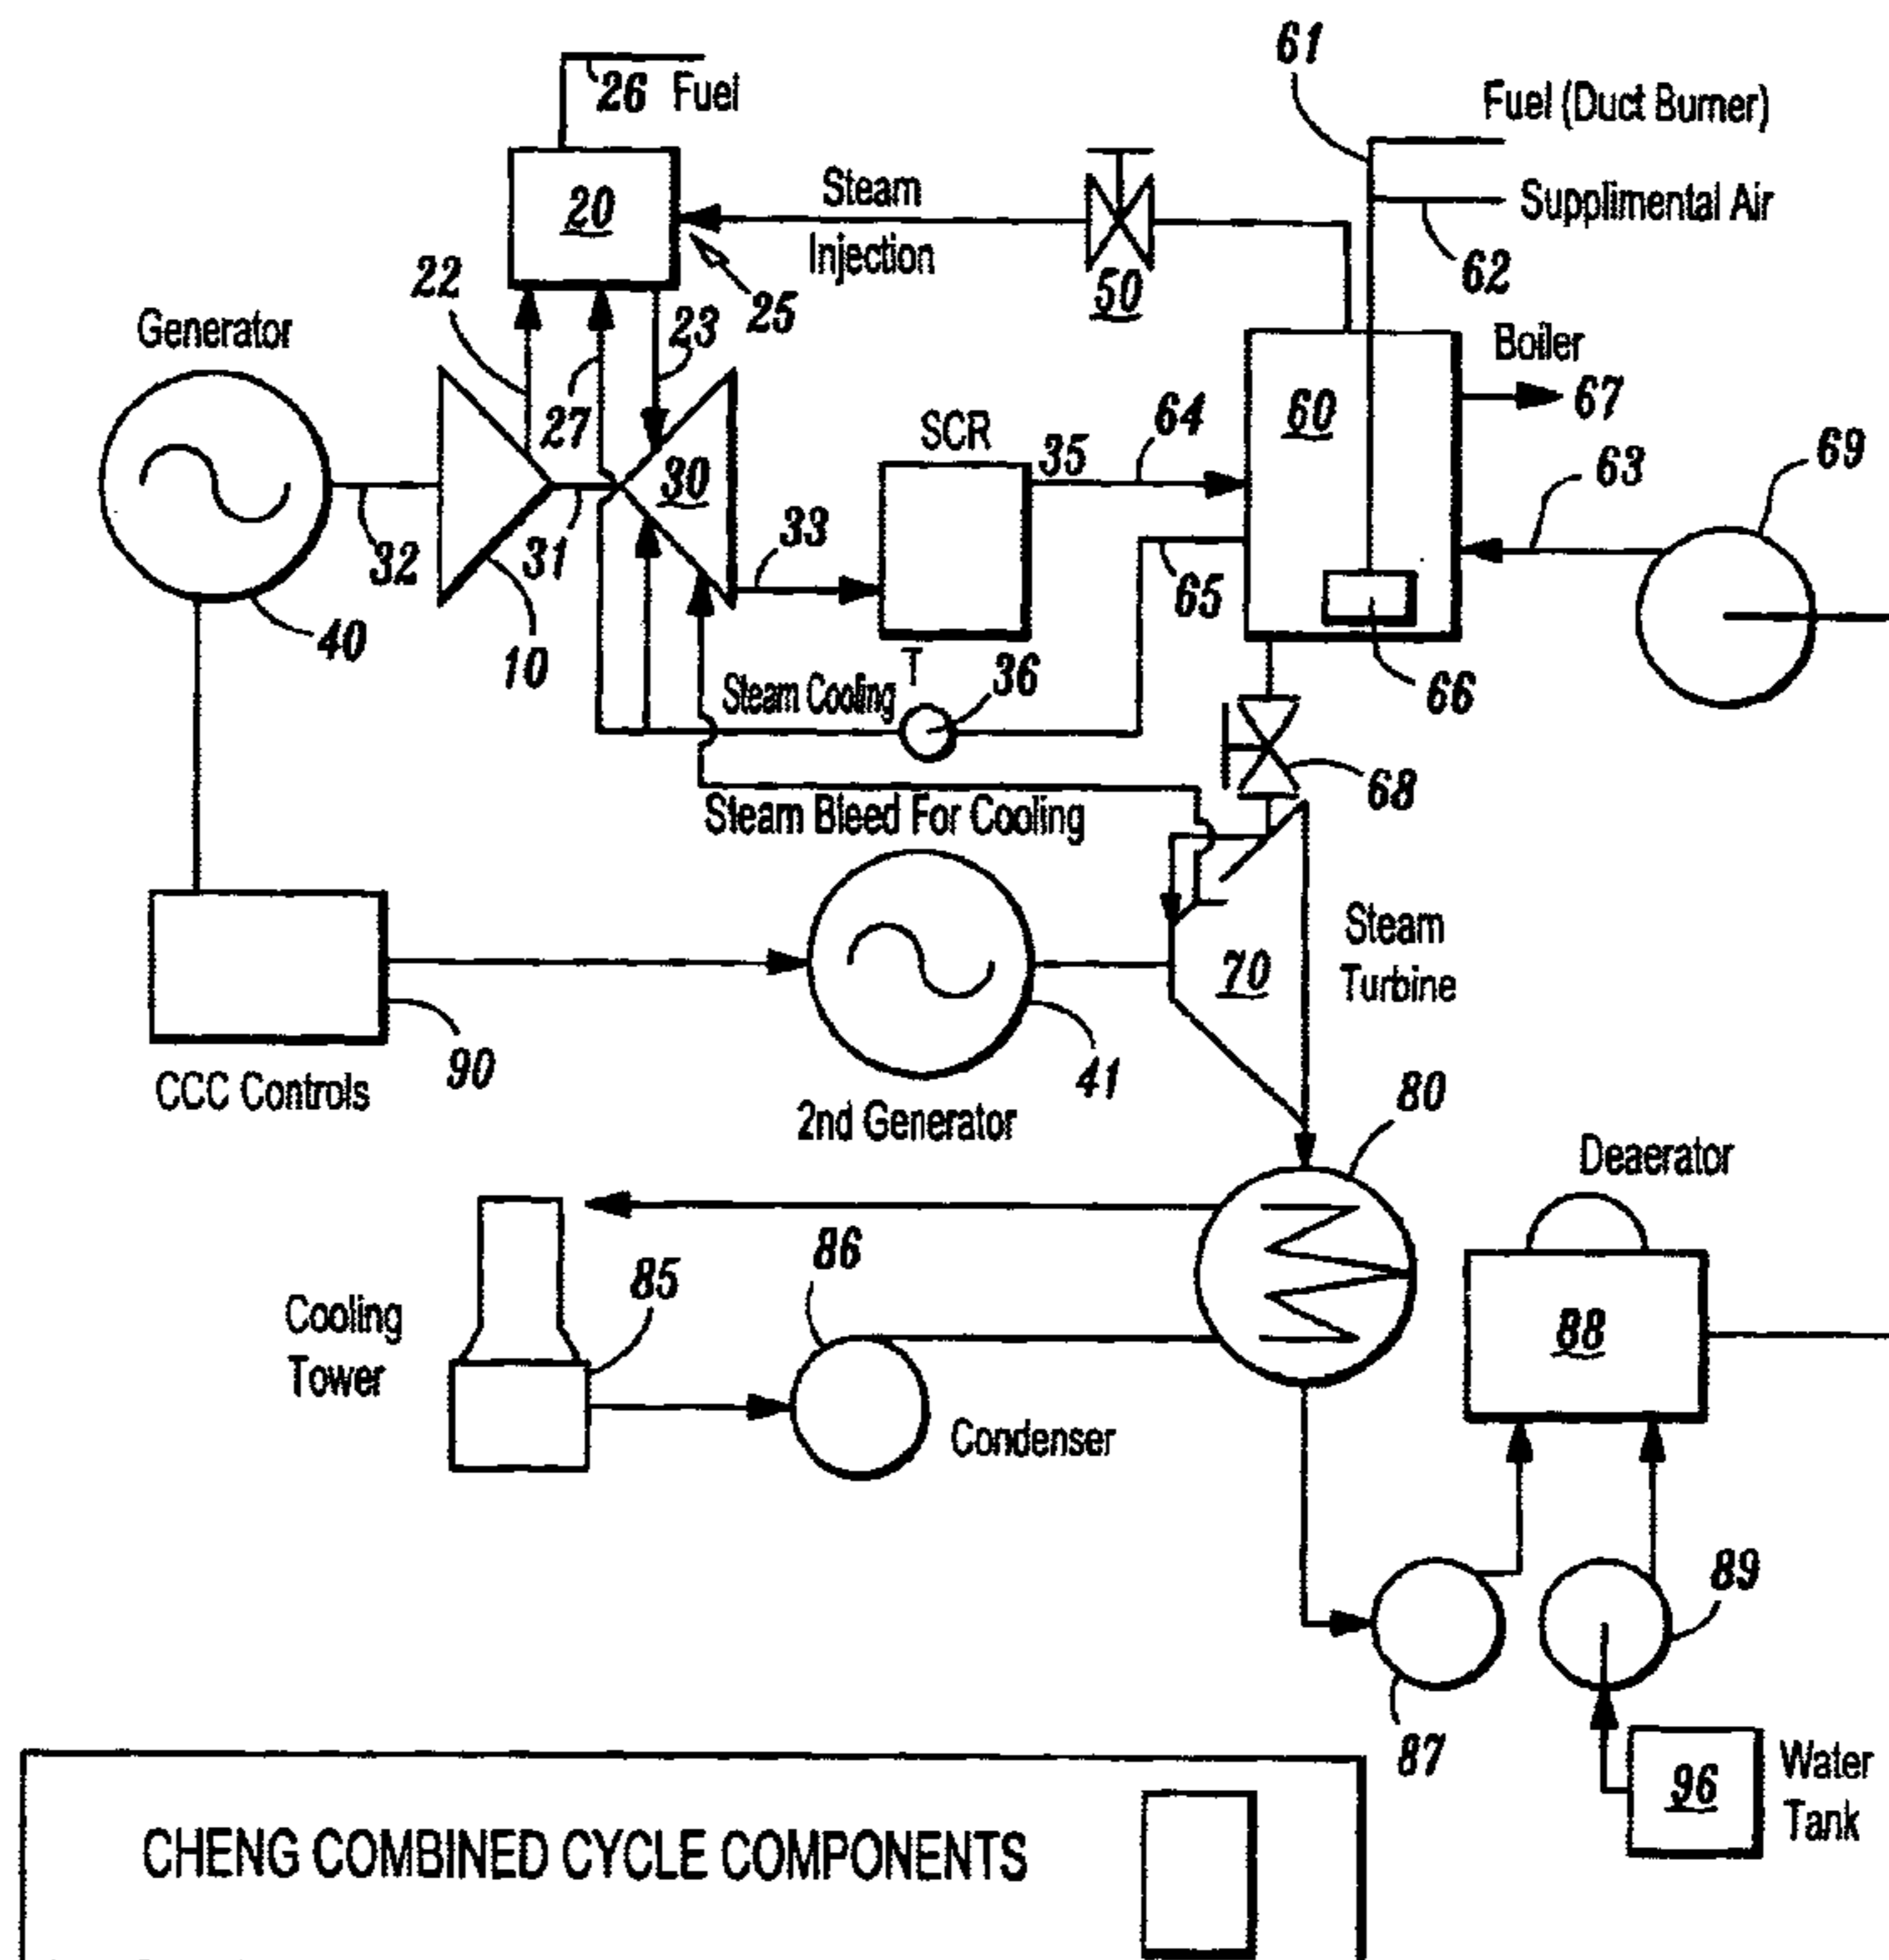 61
Fuel (Duct Burner)
26 Fuel
20
Steam
Injection
Supplimental Air
62
22
23
25
50
Generator
27
Boiler
60
67
SCR
64
35
30
69
63
32
31
33
65
40
10
T
36
66
Steam Cooling
68
Steam Bleed For Cooling
Steam
Turbine
70
90
41
CCC Controls
80
2nd Generator
Deaerator
86
85
Cooling
Tower
88
Condenser
89
87
96
Water
Tank
CHENG COMBINED CYCLE COMPONENTS